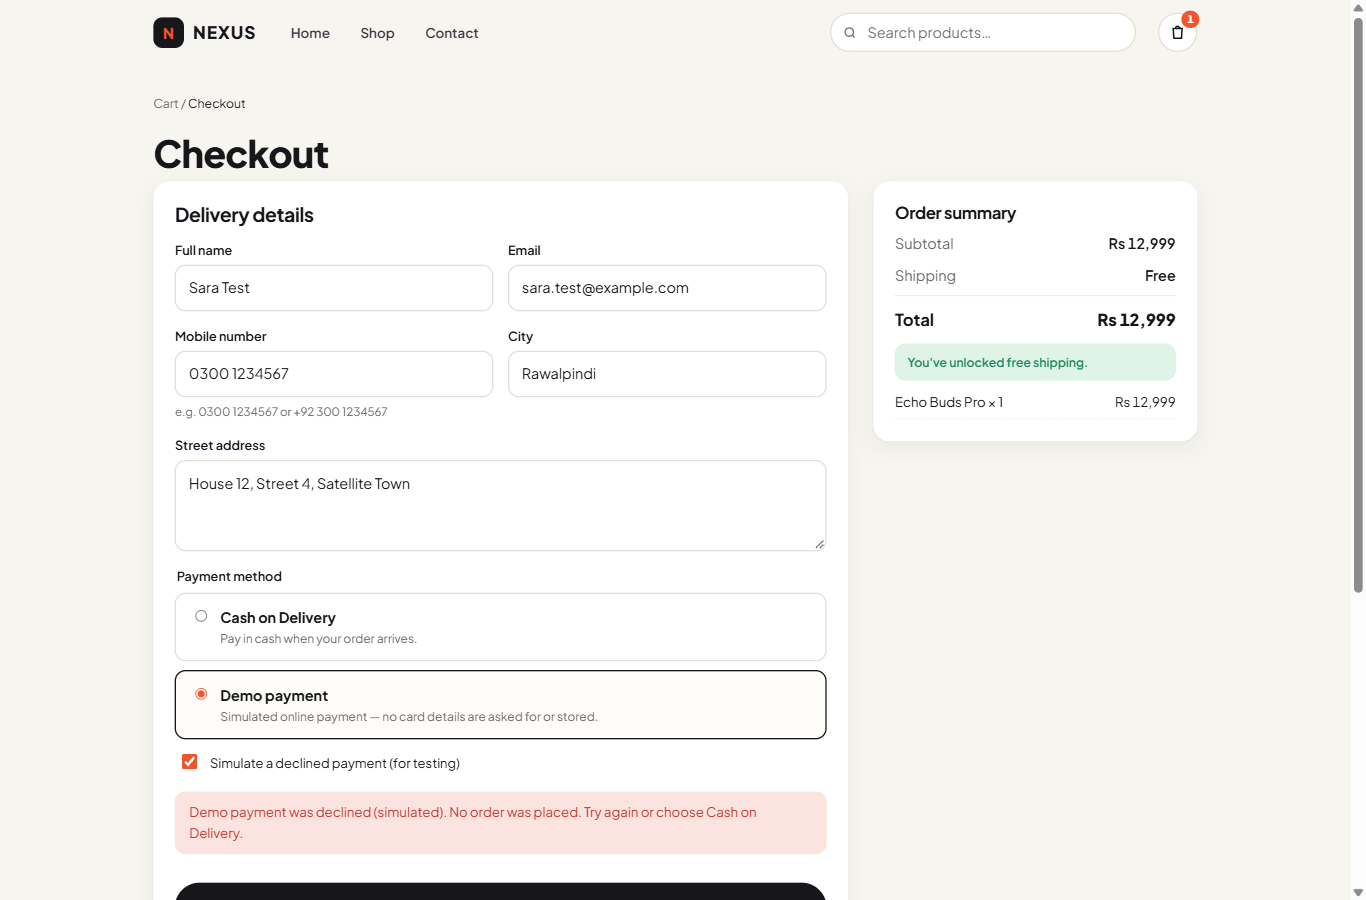 N NEXUS Home Shop Contact Search products... 1
Cart / Checkout
Checkout
Delivery details
Full name Email
Sara Test sara.test@example.com
Mobile number City
0300 1234567 Rawalpindi
e.g. 0300 1234567 or +92 300 1234567
Street address
House 12, Street 4, Satellite Town
Payment method
Cash on Delivery
Pay in cash when your order arrives.
Demo payment
Simulated online payment — no card details are asked for or stored.
Simulate a declined payment (for testing)
Demo payment was declined (simulated). No order was placed. Try again or choose Cash on
Delivery.
Order summary
Subtotal Rs 12,999
Shipping Free
Total Rs 12,999
You've unlocked free shipping.
Echo Buds Pro × 1 Rs 12,999